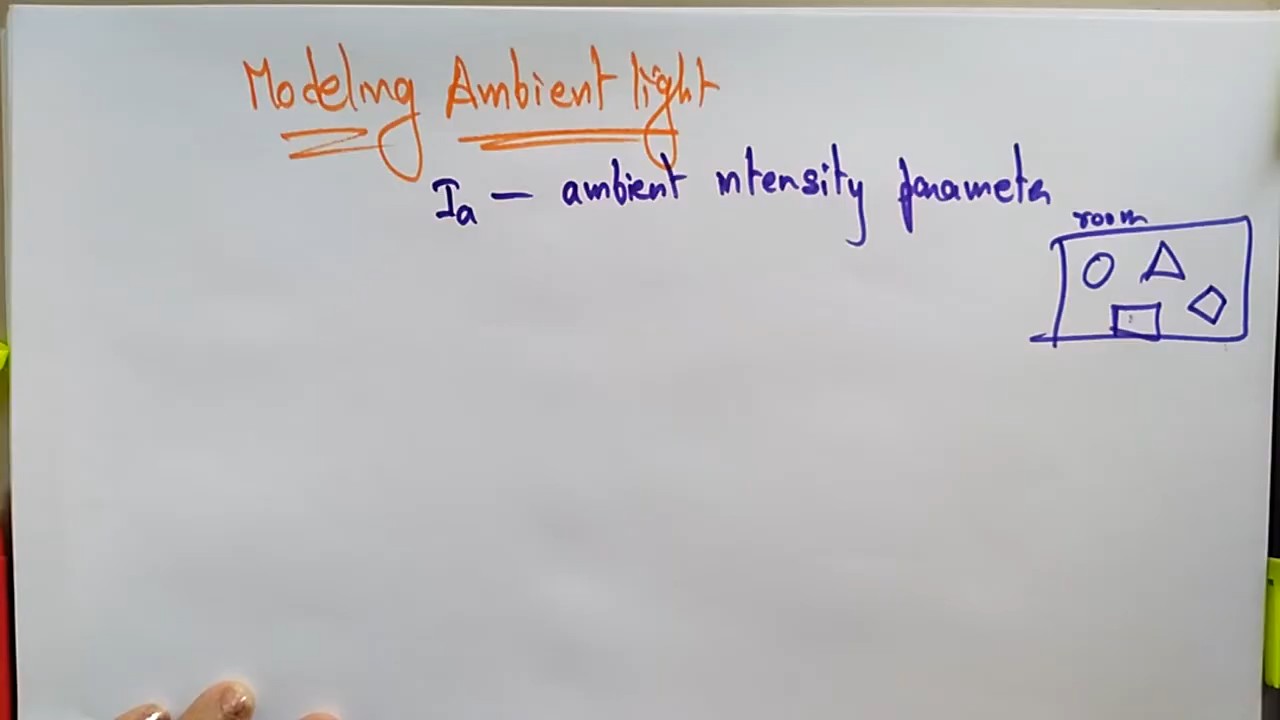 Modeling Ambient light
Ia — ambient intensity parameter
room